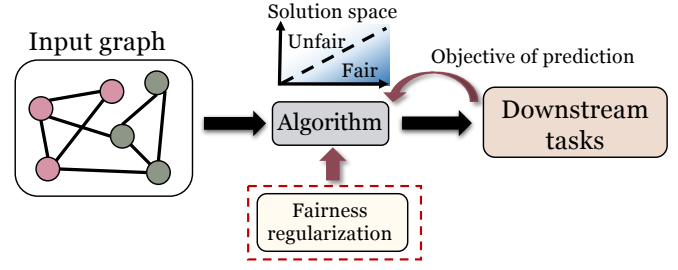 Solution space
Input graph
Unfair
Fair
Objective of prediction
Algorithm
Downstream
tasks
Fairness
regularization